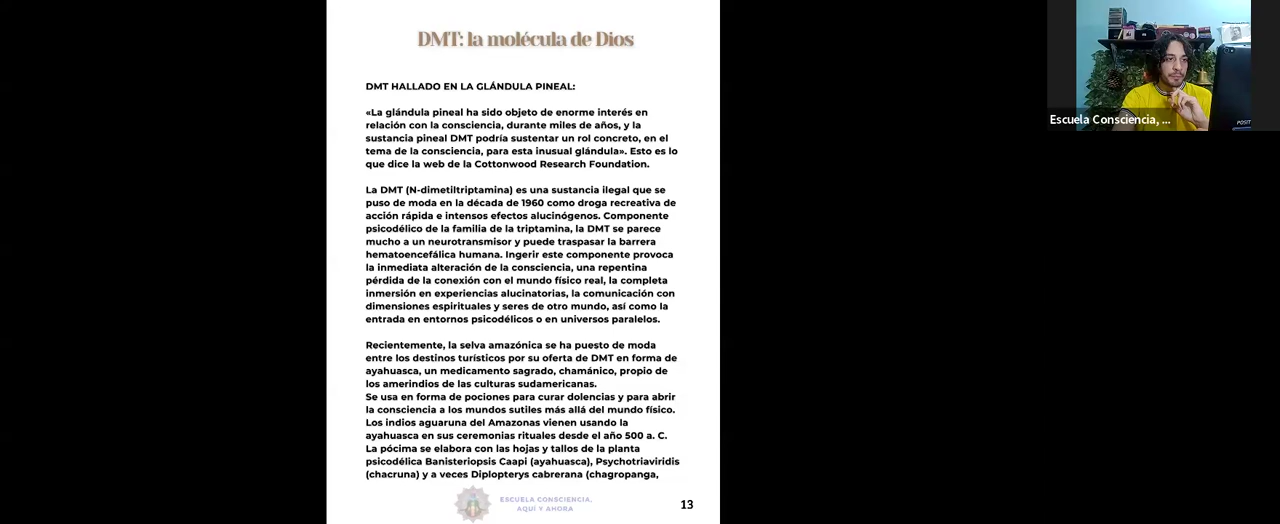 DMT: la molécula de Dios
DMT HALLADO EN LA GLÁNDULA PINEAL:
«La glándula pineal ha sido objeto de enorme interés en
relación con la consciencia, durante miles de años, y la
sustancia pineal DMT podría sustentar un rol concreto, en el
tema de la consciencia, para esta inusual glándula». Esto es lo
que dice la web de la Cottonwood Research Foundation.
La DMT (N-dimetiltriptamina) es una sustancia ilegal que se
puso de moda en la década de 1960 como droga recreativa de
acción rápida e intensos efectos alucinógenos. Componente
psicodélico de la familia de la triptamina, la DMT se parece
mucho a un neurotransmisor y puede traspasar la barrera
hematoencefálica humana. Ingerir este componente provoca
la inmediata alteración de la consciencia, una repentina
pérdida de la conexión con el mundo físico real, la completa
inmersión en experiencias alucinatorias, la comunicación con
dimensiones espirituales y seres de otro mundo, así como la
entrada en entornos psicodélicos o en universos paralelos.
Recientemente, la selva amazónica se ha puesto de moda
entre los destinos turísticos por su oferta de DMT en forma de
ayahuasca, un medicamento sagrado, chamánico, propio de
los amerindios de las culturas sudamericanas.
Se usa en forma de pociones para curar dolencias y para abrir
la consciencia a los mundos sutiles más allá del mundo físico.
Los indios aguaruna del Amazonas vienen usando la
ayahuasca en sus ceremonias rituales desde el año 500 a. C.
La pócima se elabora con las hojas y tallos de la planta
psicodélica Banisteriopsis Caapi (ayahuasca), Psychotriaviridis
(chacruna) y a veces Diplopterys cabrerana (chagropanga,
ESCUELA CONSCIENCIA,
AQUÍ Y AHORA
13
Escuela Consciencia, ...
POSIT